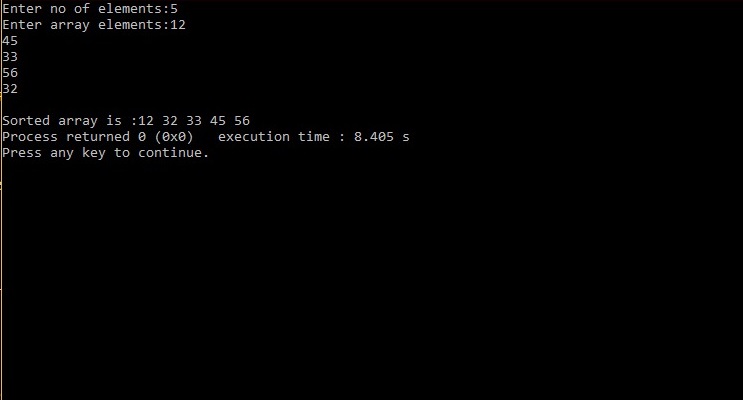 Enter no of elements:5
Enter array elements:12
45
33
56
32
Sorted array is :12 32 33 45 56
Process returned 0 (0x0)   execution time : 8.405 s
Press any key to continue.